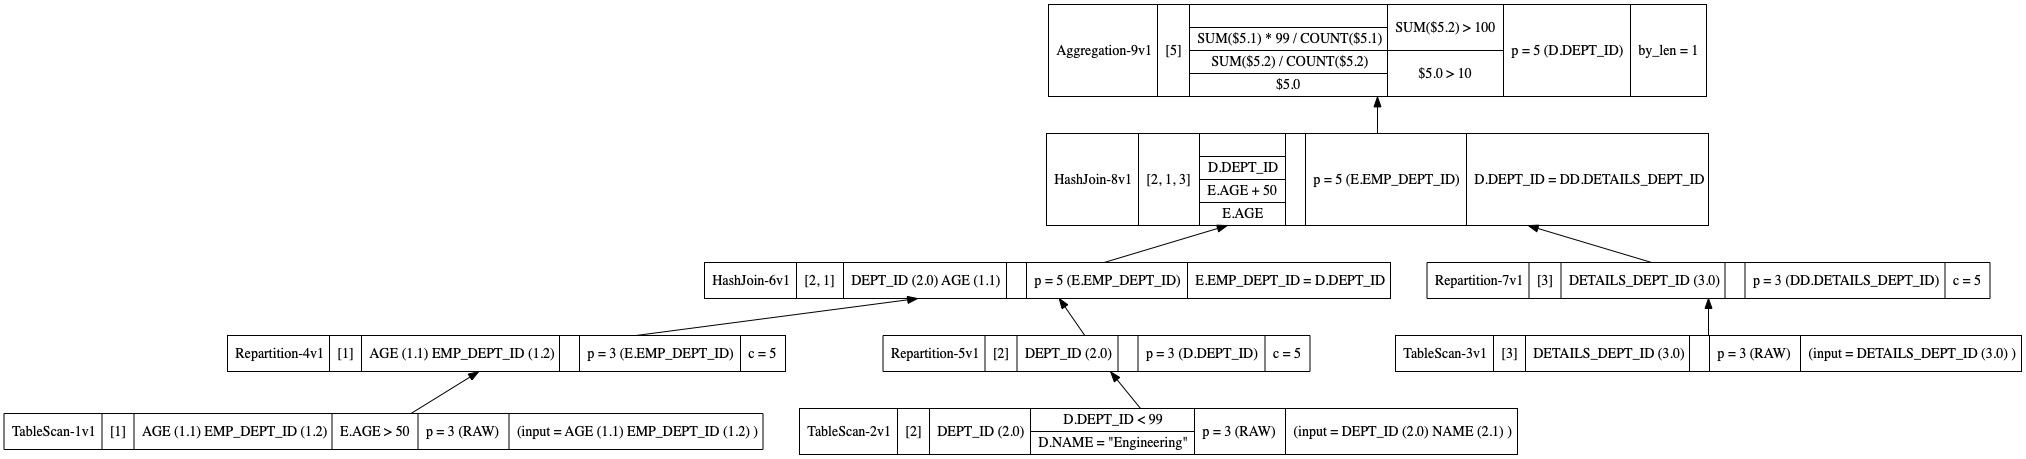 Aggregation-9v1 [5] SUM($5.1) * 99 / COUNT($5.1) SUM($5.2) / COUNT($5.2) $5.0 SUM($5.2) > 100 $5.0 > 10 p = 5 (D.DEPT_ID) by_len = 1
HashJoin-8v1 [2, 1, 3] D.DEPT_ID E.AGE + 50 E.AGE p = 5 (E.EMP_DEPT_ID) D.DEPT_ID = DD.DETAILS_DEPT_ID
HashJoin-6v1 [2, 1] DEPT_ID (2.0) AGE (1.1) p = 5 (E.EMP_DEPT_ID) E.EMP_DEPT_ID = D.DEPT_ID
Repartition-7v1 [3] DETAILS_DEPT_ID (3.0) p = 3 (DD.DETAILS_DEPT_ID) c = 5
Repartition-4v1 [1] AGE (1.1) EMP_DEPT_ID (1.2) p = 3 (E.EMP_DEPT_ID) c = 5
Repartition-5v1 [2] DEPT_ID (2.0) p = 3 (D.DEPT_ID) c = 5
TableScan-3v1 [3] DETAILS_DEPT_ID (3.0) p = 3 (RAW) (input = DETAILS_DEPT_ID (3.0) )
TableScan-1v1 [1] AGE (1.1) EMP_DEPT_ID (1.2) E.AGE > 50 p = 3 (RAW) (input = AGE (1.1) EMP_DEPT_ID (1.2) )
TableScan-2v1 [2] DEPT_ID (2.0) D.DEPT_ID < 99 D.NAME = "Engineering" p = 3 (RAW) (input = DEPT_ID (2.0) NAME (2.1) )